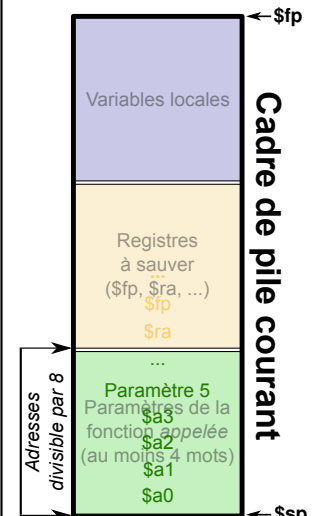 $fp
Variables locales
Cadre de pile courant
Registres
...
à sauver
($fp, $ra, ...)
$fp
$ra
...
Paramètre 5
Paramètres de la
$a3
fonction appelée
$a2
(au moins 4 mots)
$a1
$a0
Adresses
divisible par 8
$sp